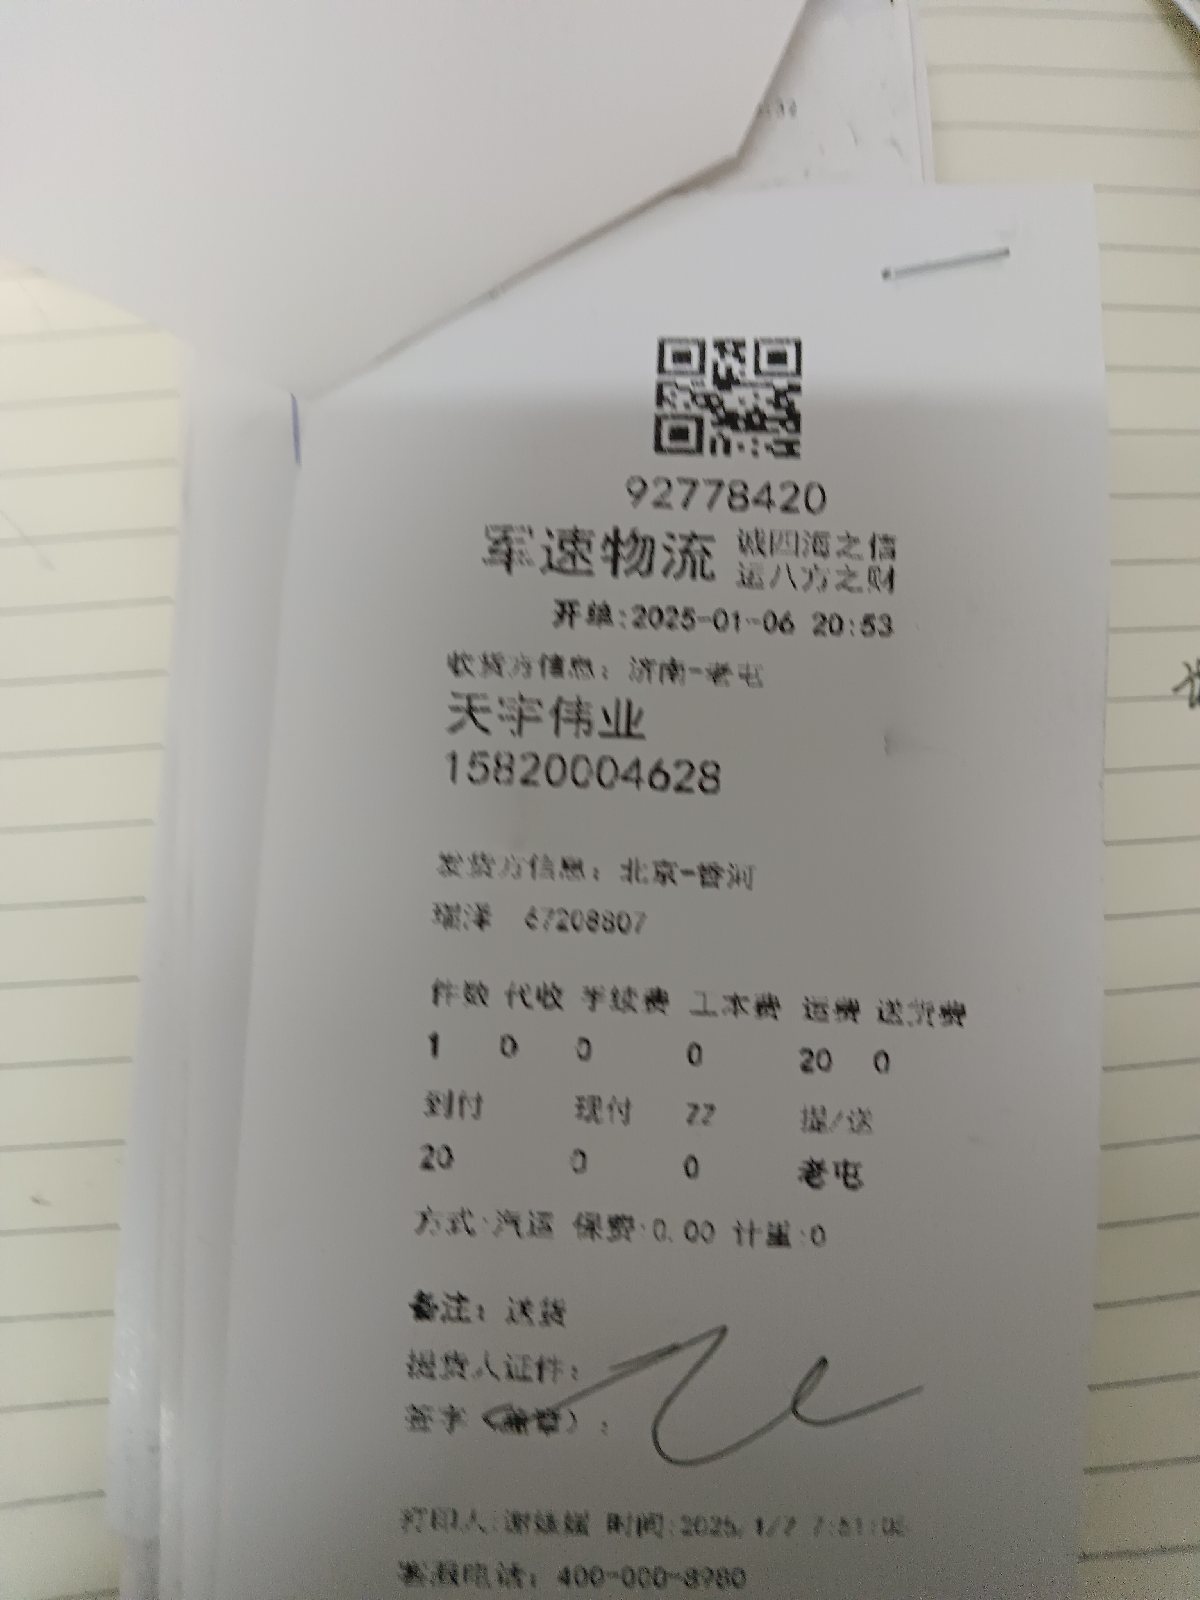 92778420
军速物流 诚四海之信
运八方之财
开单:2025-01-06 20:53
收货方信息：济南-老屯
天宇伟业
15820004628
发货方信息：北京-香河
瑞泽 67208807
件数 代收 手续费 工本费 运费 送货费
1 0 0 0 20 0
到付 现付 ZZ 提/送
20 0 0 老屯
方式:汽运 保费:0.00 计重:0
备注：送货
提货人证件：
签字（盖章）：
打印人:谢 时间:2025/1/7
客服电话：400-000-8980